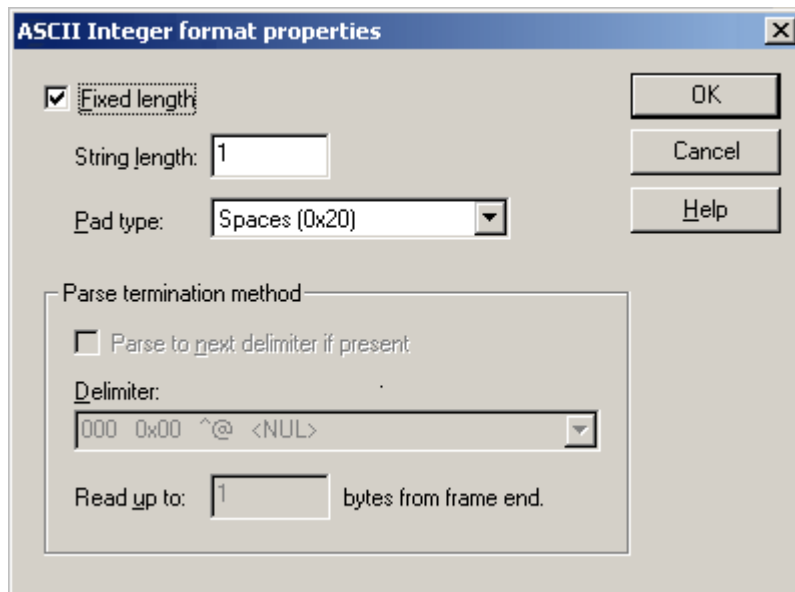 ASCII Integer format properties
Fixed length
OK
String length: 1
Cancel
Pad type: Spaces (0x20)
Help
Parse termination method
Parse to next delimiter if present
Delimiter:
000 0x00 ^@ <NUL>
Read up to: 1 bytes from frame end.